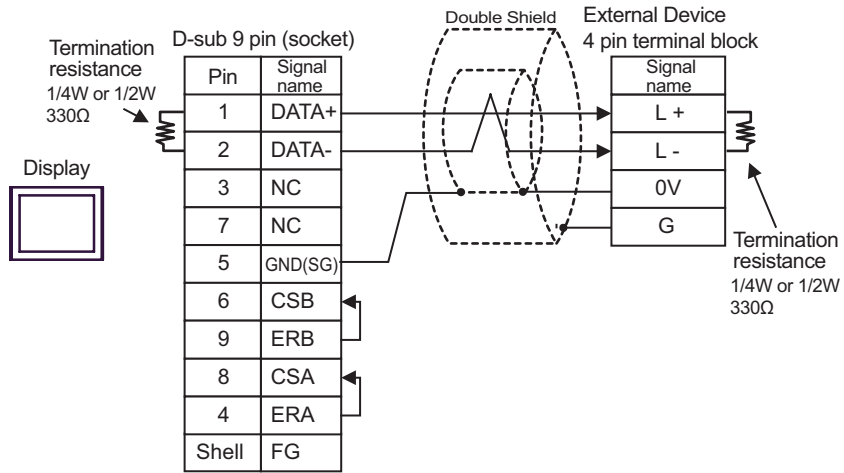 Double Shield
External Device
4 pin terminal block
D-sub 9 pin (socket)
Termination
resistance
1/4W or 1/2W
330Ω
Display
Pin Signal name
1 DATA+
2 DATA-
3 NC
7 NC
5 GND(SG)
6 CSB
9 ERB
8 CSA
4 ERA
Shell FG
Signal
name
L +
L -
0V
G
Termination
resistance
1/4W or 1/2W
330Ω